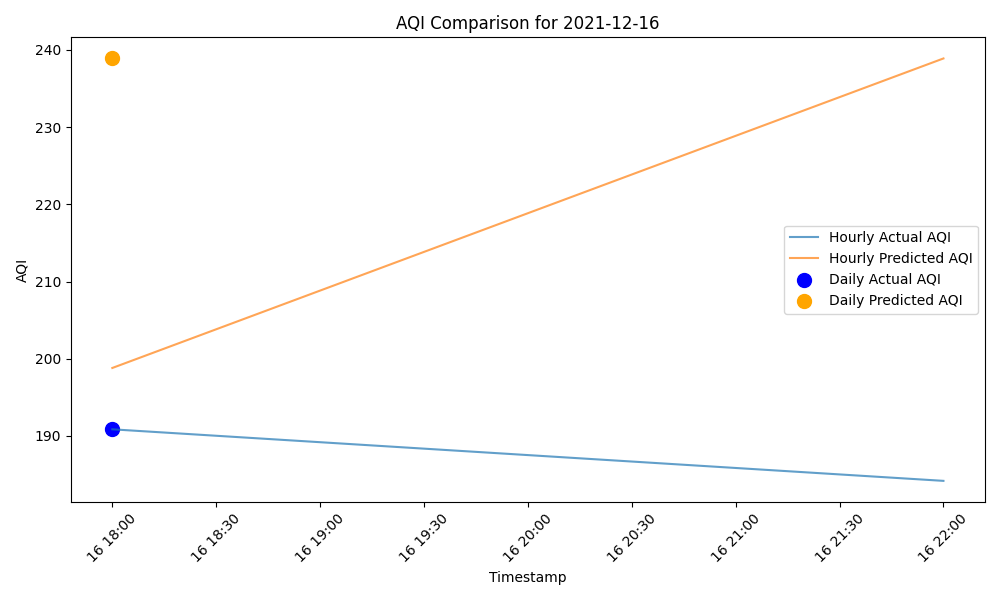 AQI Comparison for 2021-12-16
AQI
240
230
220
210
200
190
Hourly Actual AQI
Hourly Predicted AQI
Daily Actual AQI
Daily Predicted AQI
16 18:00
16 18:30
16 19:00
16 19:30
16 20:00
16 20:30
16 21:00
16 21:30
16 22:00
Timestamp